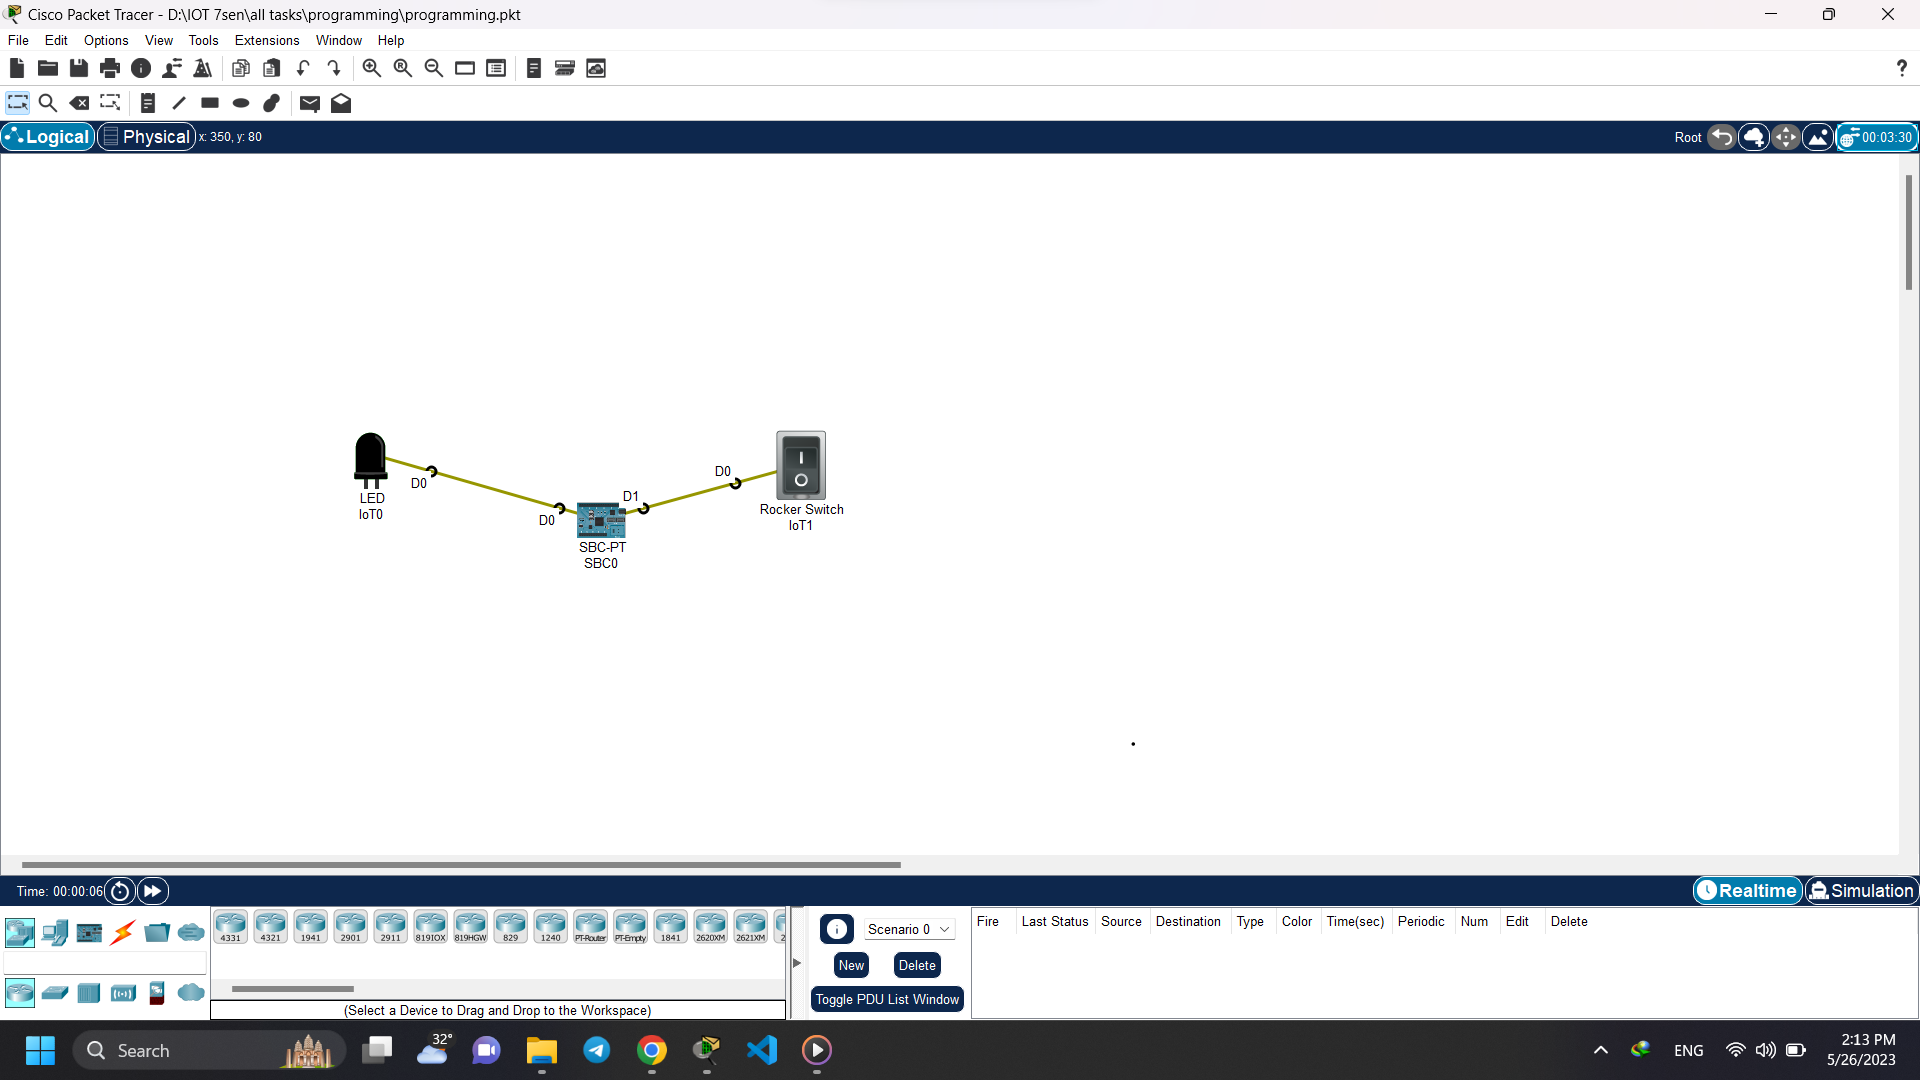 Cisco Packet Tracer - D:\IOT 7sen\all tasks\programming\programming.pkt
File Edit Options View Tools Extensions Window Help
?
Logical Physical x: 350, y: 80 Root 00:03:30
LED
IoT0
D0
D0
SBC-PT
SBC0
D1
D0
Rocker Switch
IoT1
Time: 00:00:06 Realtime Simulation
4331 4321 1941 2901 2911 819IOX 819HGW 829 1240 PT-Router PT-Empty 1841 2620XM 2621XM 2
(Select a Device to Drag and Drop to the Workspace)
Scenario 0
New Delete
Toggle PDU List Window
Fire Last Status Source Destination Type Color Time(sec) Periodic Num Edit Delete
Search
32°
ENG
2:13 PM
5/26/2023